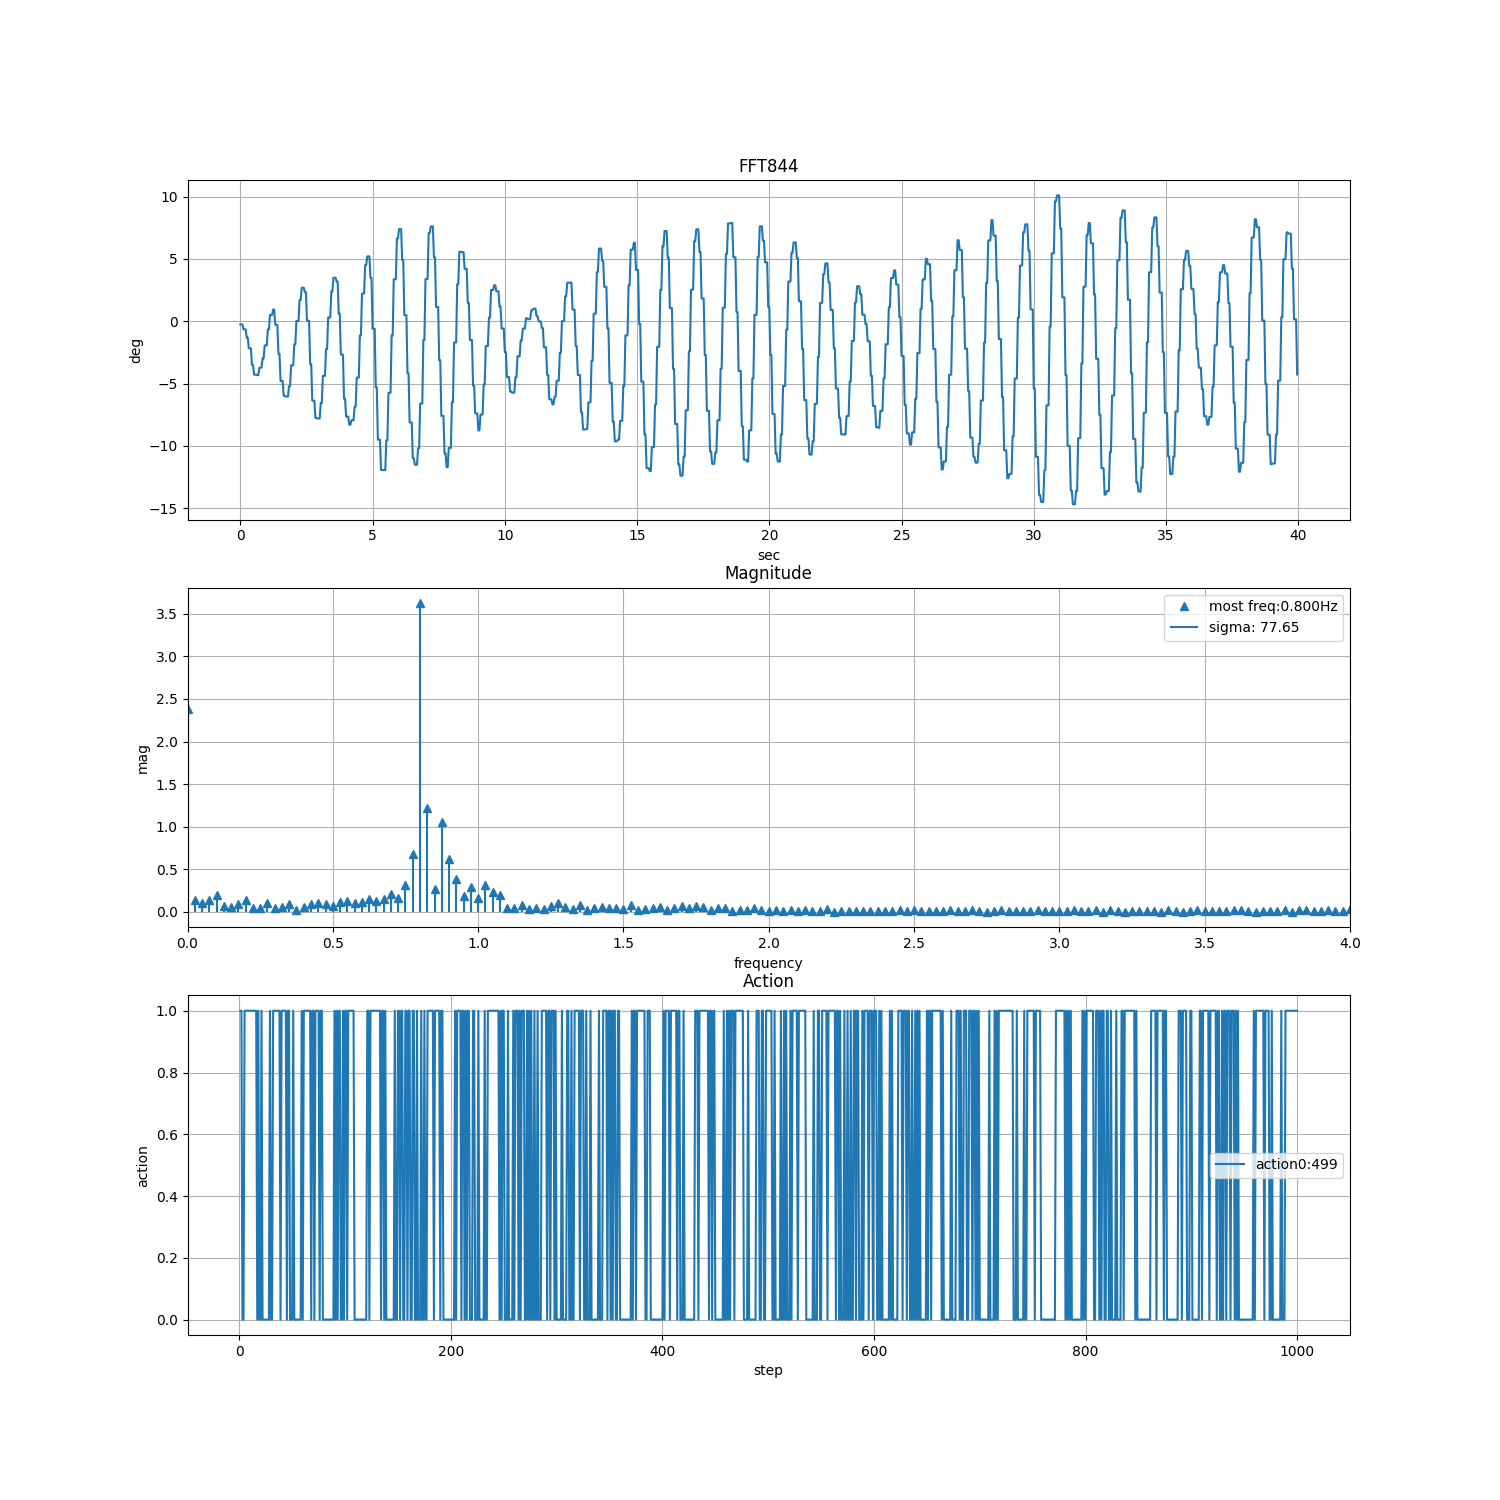 FFT844
10
5
0
−5
−10
−15
deg
0 5 10 15 20 25 30 35 40
sec
Magnitude
most freq:0.800Hz
sigma: 77.65
3.5
3.0
2.5
2.0
1.5
1.0
0.5
0.0
mag
0.0 0.5 1.0 1.5 2.0 2.5 3.0 3.5 4.0
frequency
Action
1.0
0.8
0.6
0.4
0.2
0.0
action
action0:499
0 200 400 600 800 1000
step